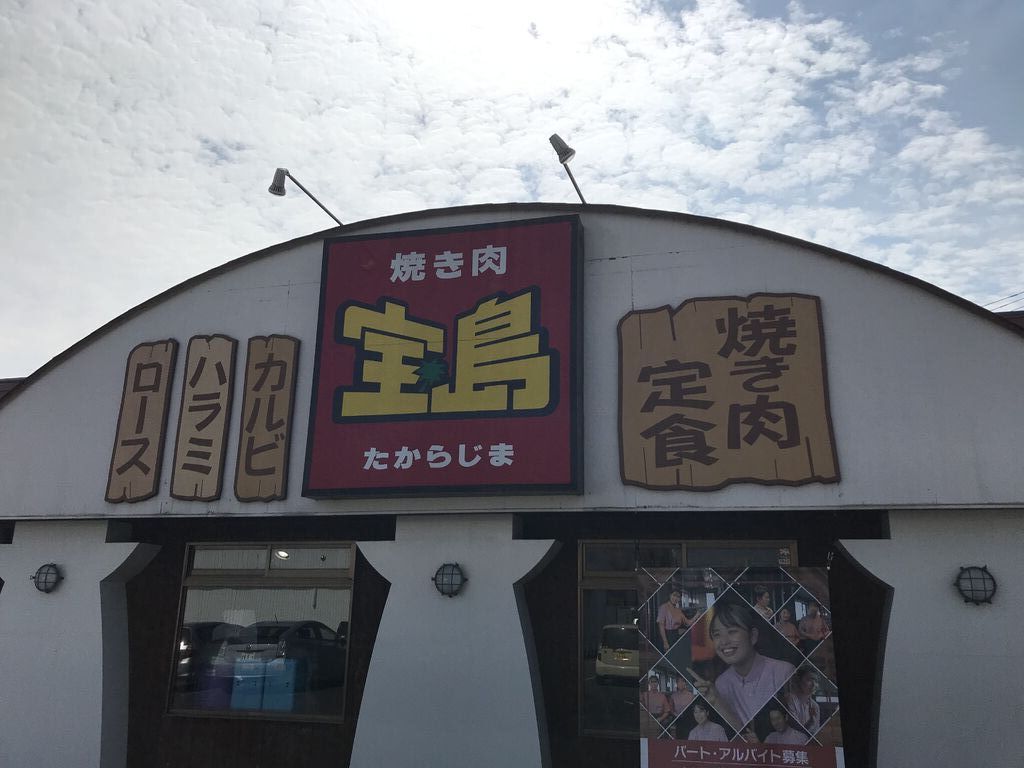 焼き肉
宝島
たからじま
カルビ
ハラミ
ロース
焼き肉
定食
パート・アルバイト募集